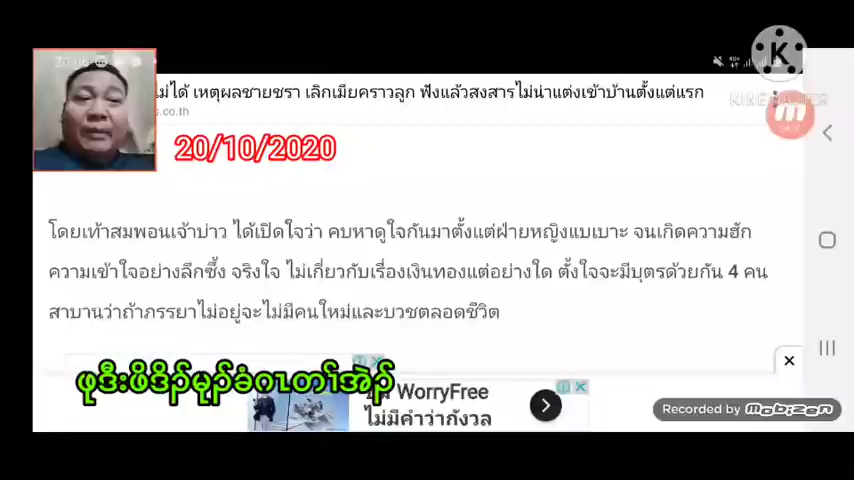 ไม่ได้ เหตุผลชายชรา เลิกเมียคราวลูก ฟังแล้วสงสารไม่น่าแต่งเข้าบ้านตั้งแต่แรก
s.co.th
KINEMASTER
20/10/2020
โดยเท้าสมพอนเจ้าบ่าว ได้เปิดใจว่า คบหาดูใจกันมาตั้งแต่ฝ่ายหญิงแบเบาะ จนเกิดความฮัก
ความเข้าใจอย่างลึกซึ้ง จริงใจ ไม่เกี่ยวกับเรื่องเงินทองแต่อย่างใด ตั้งใจจะมีบุตรด้วยกัน 4 คน
สาบานว่าถ้าภรรยาไม่อยู่จะไม่มีคนใหม่และบวชตลอดชีวิต
ဖုဒီးဖိဒိၣ်မုၣ်ခံဂၤတၢ်အဲၣ်
WorryFree
ไม่มีคำว่ากังวล
Recorded by Mobizen